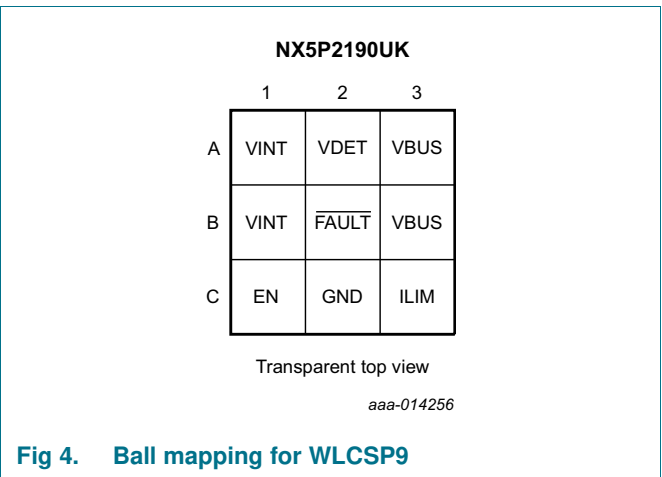 NX5P2190UK
1 2 3
A VINT VDET VBUS
B VINT FAULT VBUS
C EN GND ILIM
Transparent top view
aaa-014256
Fig 4. Ball mapping for WLCSP9